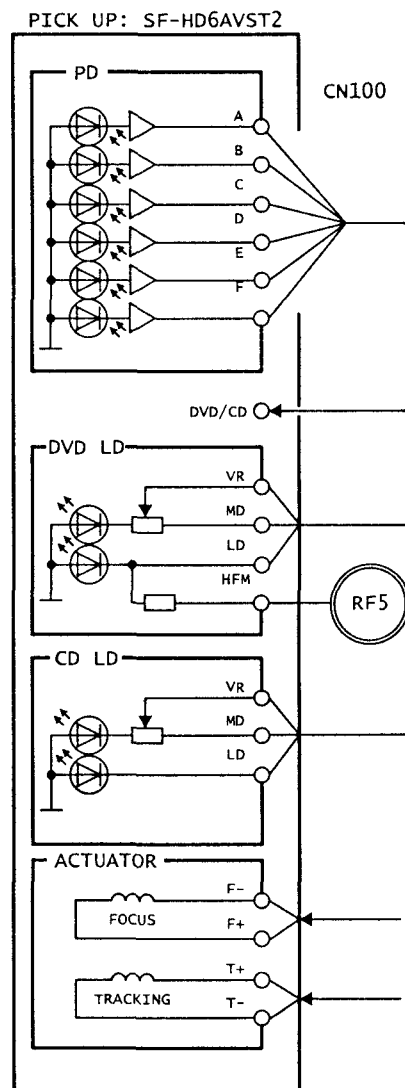 PICK UP: SF-HD6AVST2
CN100
PD
A
B
C
D
E
F
DVD/CD
DVD LD
VR
MD
LD
HFM
RF5
CD LD
VR
MD
LD
ACTUATOR
F-
FOCUS
F+
T+
TRACKING
T-